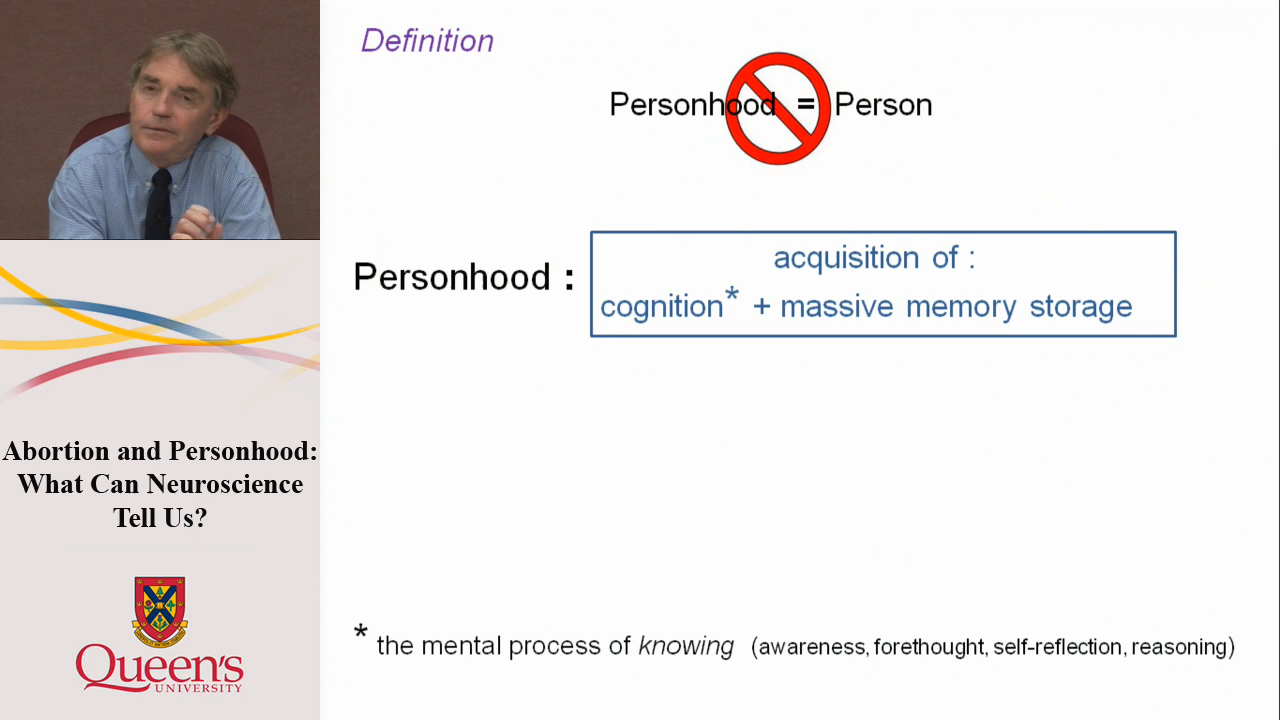 Definition
Personhood = Person
Personhood :
acquisition of :
cognition* + massive memory storage
* the mental process of knowing (awareness, forethought, self-reflection, reasoning)
Abortion and Personhood:
What Can Neuroscience
Tell Us?
Queen's
UNIVERSITY